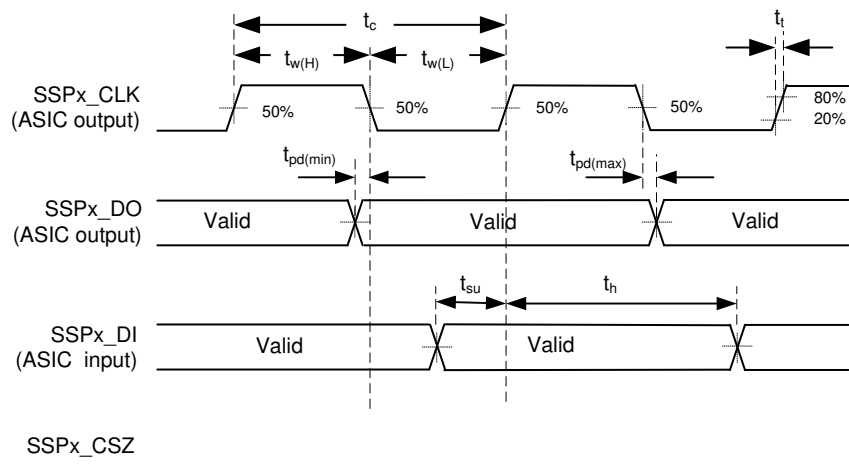 t_c
t_t
t_w(H) t_w(L)
SSPx_CLK
(ASIC output)
50% 50% 50% 50% 80%
20%
t_pd(min) t_pd(max)
SSPx_DO
(ASIC output)
Valid Valid Valid
t_su t_h
SSPx_DI
(ASIC input)
Valid Valid
SSPx_CSZ